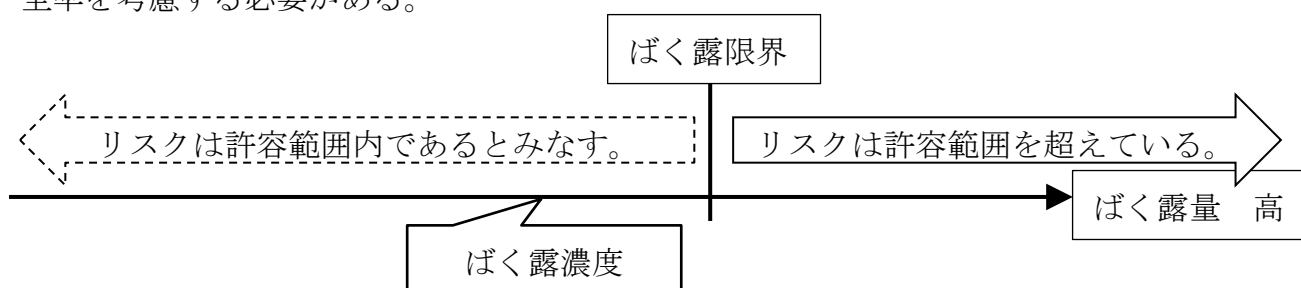 全率を考慮する必要がある。
ばく露限界
リスクは許容範囲内であるとみなす。
リスクは許容範囲を超えている。
ばく露量　高
ばく露濃度